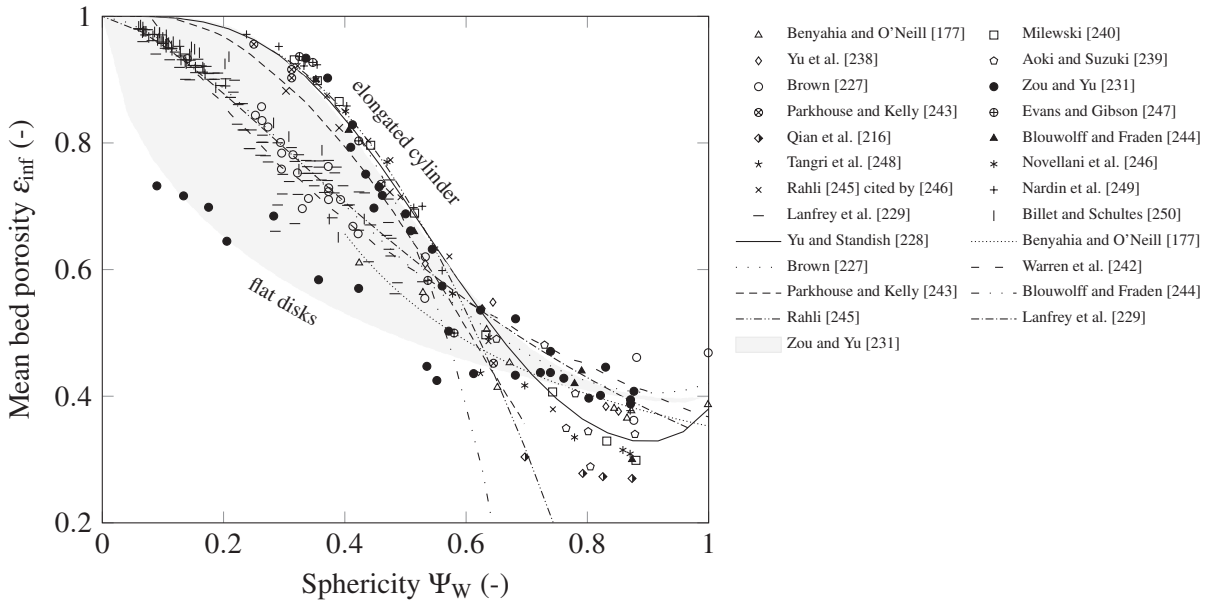 Mean bed porosity εinf (-)
1
0.8
0.6
0.4
0.2
0
0.2
0.4
0.6
0.8
1
Sphericity ΨW (-)
elongated cylinder
flat disks
Benyahia and O’Neill [177]
Yu et al. [238]
Brown [227]
Parkhouse and Kelly [243]
Qian et al. [216]
Tangri et al. [248]
Rahli [245] cited by [246]
Lanfrey et al. [229]
Yu and Standish [228]
Brown [227]
Parkhouse and Kelly [243]
Rahli [245]
Zou and Yu [231]
Milewski [240]
Aoki and Suzuki [239]
Zou and Yu [231]
Evans and Gibson [247]
Blouwolff and Fraden [244]
Novellani et al. [246]
Nardin et al. [249]
Billet and Schultes [250]
Benyahia and O’Neill [177]
Warren et al. [242]
Blouwolff and Fraden [244]
Lanfrey et al. [229]